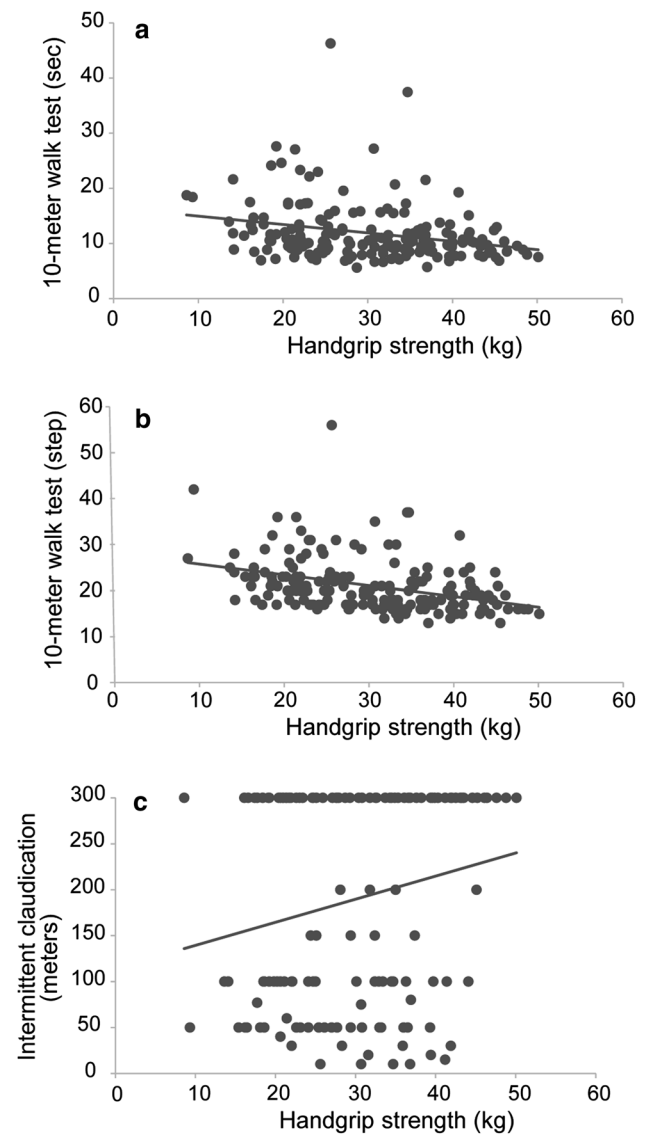 a
10-meter walk test (sec)
50
40
30
20
10
0
0 10 20 30 40 50 60
Handgrip strength (kg)
b
10-meter walk test (step)
60
50
40
30
20
10
0
0 10 20 30 40 50 60
Handgrip strength (kg)
c
Intermittent claudication
(meters)
300
250
200
150
100
50
0
0 10 20 30 40 50 60
Handgrip strength (kg)